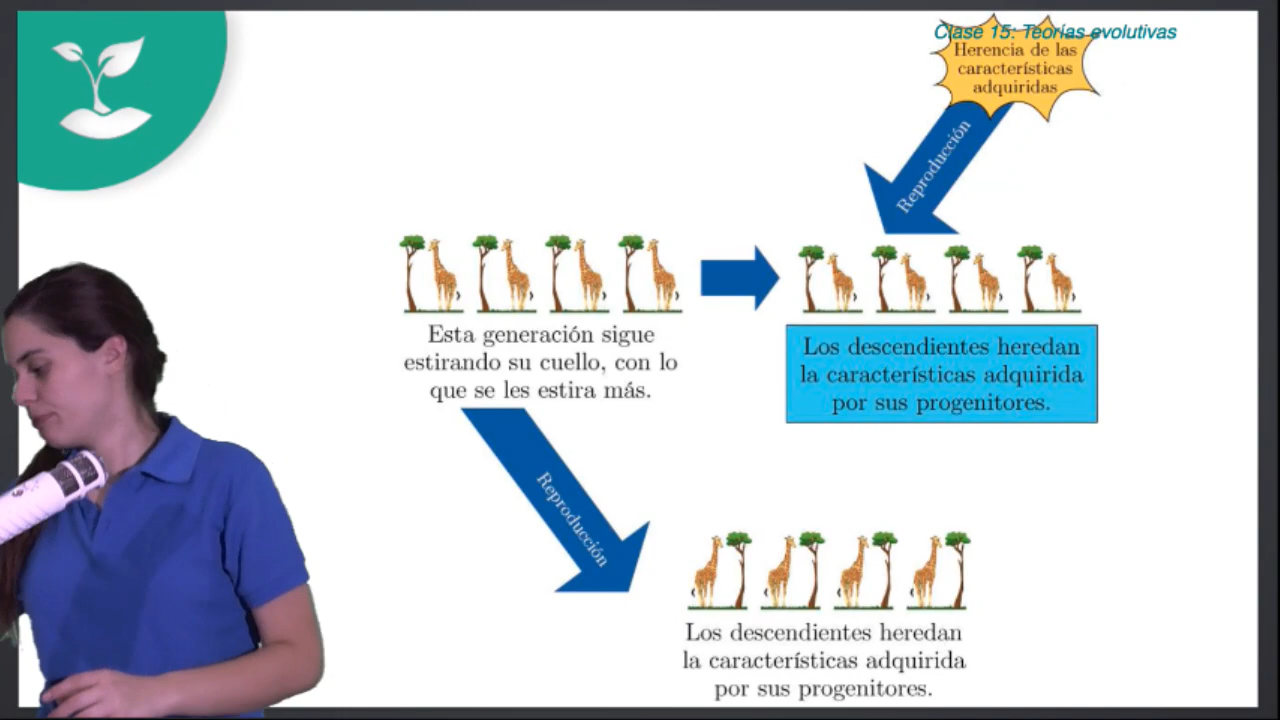 Clase 15: Teorías evolutivas
Herencia de las
características
adquiridas
Reproducción
Esta generación sigue
estirando su cuello, con lo
que se les estira más.
Los descendientes heredan
la características adquirida
por sus progenitores.
Reproducción
Los descendientes heredan
la características adquirida
por sus progenitores.